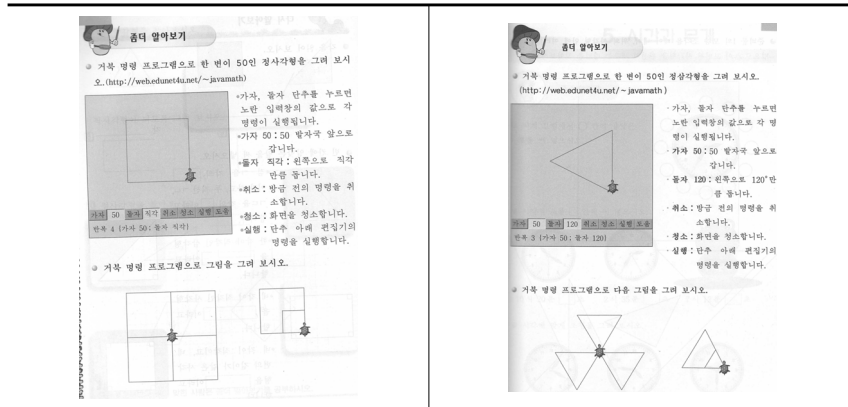 좀더 알아보기
거북 명령 프로그램으로 한 변이 50인 정사각형을 그려 보시
오.(http://web.edunet4u.net/~javamath)
•가자, 돌자 단추를 누르면
노란 입력창의 값으로 각
명령이 실행됩니다.
•가자 50 : 50 발자국 앞으로
갑니다.
•돌자 직각 : 왼쪽으로 직각
만큼 돕니다.
•취소 : 방금 전의 명령을 취
소합니다.
•청소 : 화면을 청소합니다.
•실행 : 단추 아래 편집기의
명령을 실행합니다.
가자 50 돌자 직각 취소 청소 실행 도움
반복 4 {가자 50; 돌자 직각}
거북 명령 프로그램으로 그림을 그려 보시오.
좀더 알아보기
거북 명령 프로그램으로 한 변이 50인 정삼각형을 그려 보시오.
(http://web.edunet4u.net/~javamath)
· 가자, 돌자 단추를 누르면
노란 입력창의 값으로 각 명
령이 실행됩니다.
· 가자 50 : 50 발자국 앞으로
갑니다.
· 돌자 120 : 왼쪽으로 120°만
큼 돕니다.
· 취소 : 방금 전의 명령을 취
소합니다.
· 청소 : 화면을 청소합니다.
· 실행 : 단추 아래 편집기의
명령을 실행합니다.
가자 50 돌자 120 취소 청소 실행 도움
반복 3 {가자 50; 돌자 120}
거북 명령 프로그램으로 다음 그림을 그려 보시오.